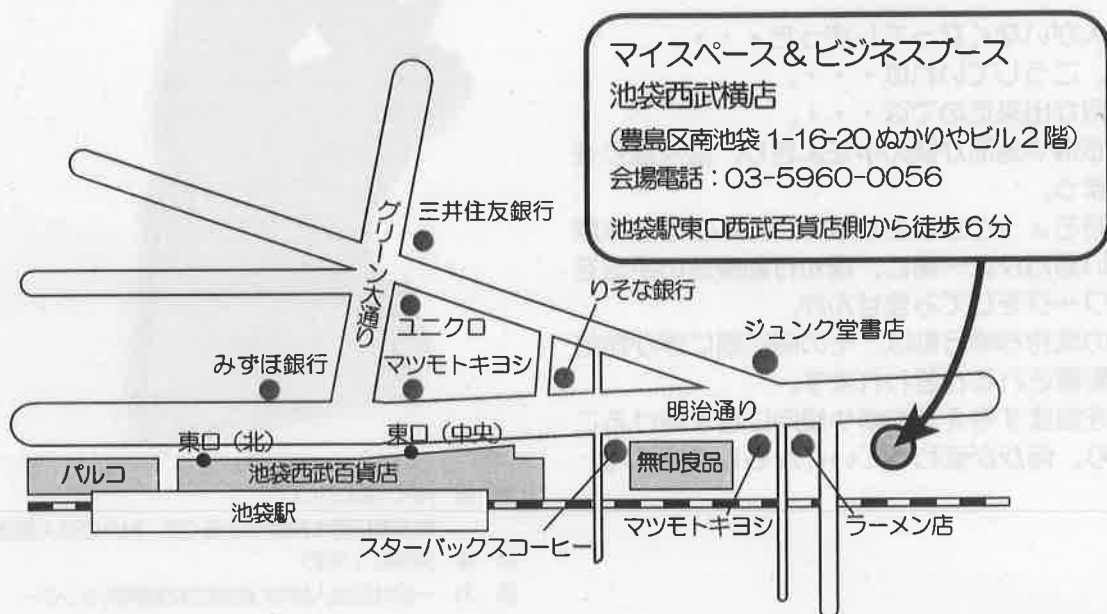 マイスペース＆ビジネスブース
池袋西武横店
（豊島区南池袋 1-16-20 ぬかりやビル 2 階）
会場電話：03-5960-0056
池袋駅東口西武百貨店側から徒歩 6 分
グリーン大通り
三井住友銀行
りそな銀行
ユニクロ
ジュンク堂書店
みずほ銀行
マツモトキヨシ
明治通り
東口（北）
東口（中央）
パルコ
池袋西武百貨店
無印良品
池袋駅
マツモトキヨシ
ラーメン店
スターバックスコーヒー